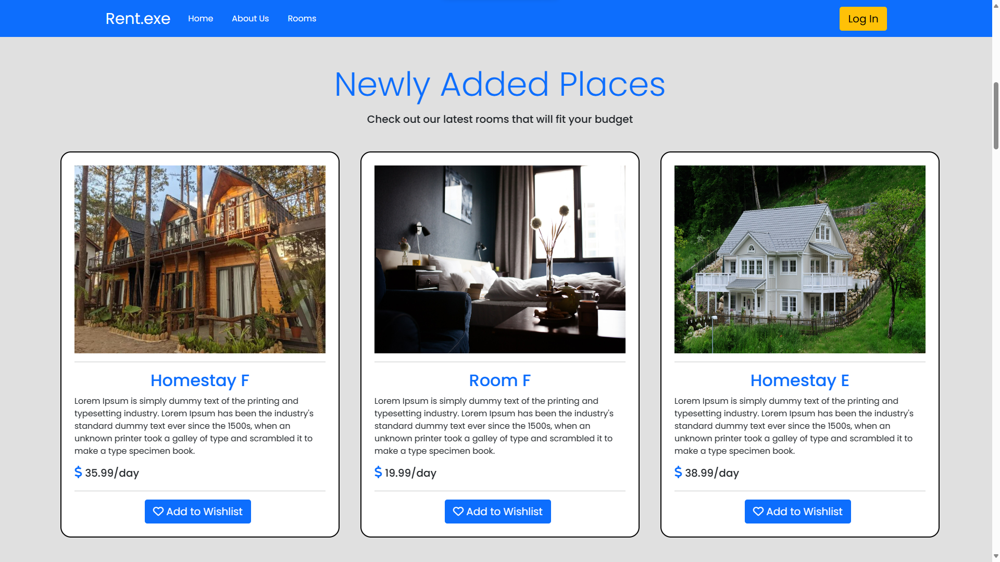 Rent.exe Home About Us Rooms Log In
Newly Added Places
Check out our latest rooms that will fit your budget
Homestay F
Lorem Ipsum is simply dummy text of the printing and
typesetting industry. Lorem Ipsum has been the industry's
standard dummy text ever since the 1500s, when an
unknown printer took a galley of type and scrambled it to
make a type specimen book.
$ 35.99/day
Add to Wishlist
Room F
Lorem Ipsum is simply dummy text of the printing and
typesetting industry. Lorem Ipsum has been the industry's
standard dummy text ever since the 1500s, when an
unknown printer took a galley of type and scrambled it to
make a type specimen book.
$ 19.99/day
Add to Wishlist
Homestay E
Lorem Ipsum is simply dummy text of the printing and
typesetting industry. Lorem Ipsum has been the industry's
standard dummy text ever since the 1500s, when an
unknown printer took a galley of type and scrambled it to
make a type specimen book.
$ 38.99/day
Add to Wishlist